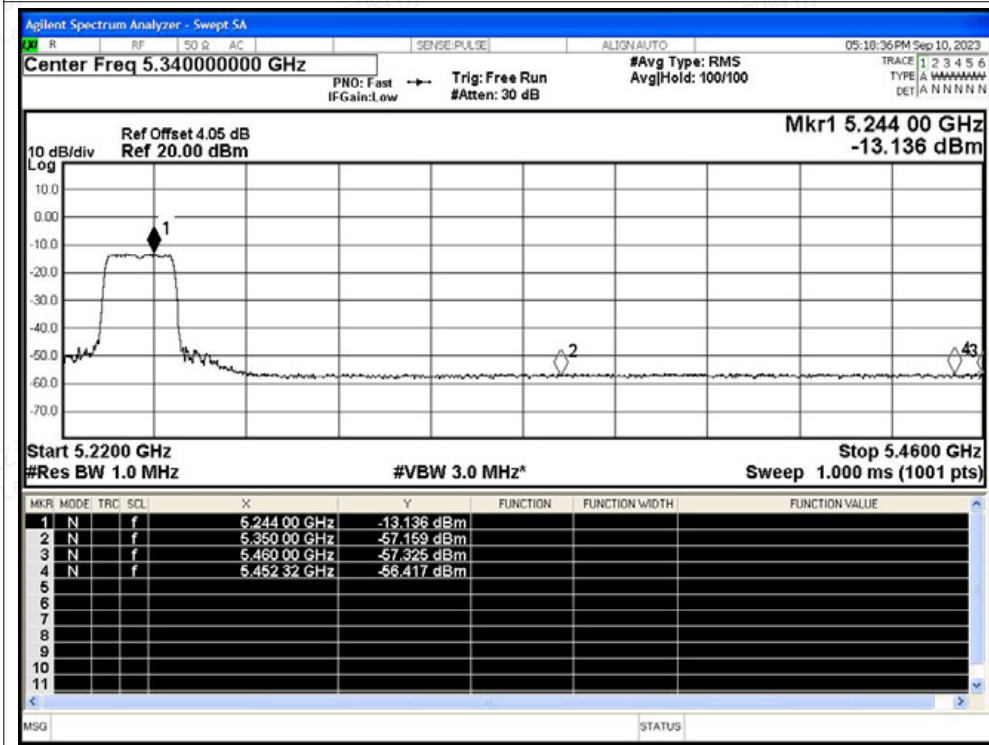 Agilent Spectrum Analyzer - Swept SA
LXI R RF 50 Ω AC SENSE:PULSE ALIGN AUTO 05:18:36 PM Sep 10, 2023
Center Freq 5.340000000 GHz #Avg Type: RMS TRACE 1 2 3 4 5 6
PNO: Fast Trig: Free Run Avg|Hold: 100/100 TYPE A WWWWW
IFGain:Low #Atten: 30 dB DET A N N N N N
Ref Offset 4.05 dB Mkr1 5.244 00 GHz
10 dB/div Ref 20.00 dBm -13.136 dBm
Log
10.0
0.00
1
-10.0
-20.0
-30.0
-40.0
-50.0 2 43
-60.0
-70.0
Start 5.2200 GHz Stop 5.4600 GHz
#Res BW 1.0 MHz #VBW 3.0 MHz* Sweep 1.000 ms (1001 pts)
MKR MODE TRC SCL X Y FUNCTION FUNCTION WIDTH FUNCTION VALUE
1 N f 5.244 00 GHz -13.136 dBm
2 N f 5.350 00 GHz -57.159 dBm
3 N f 5.460 00 GHz -57.325 dBm
4 N f 5.452 32 GHz -56.417 dBm
5
6
7
8
9
10
11
MSG STATUS